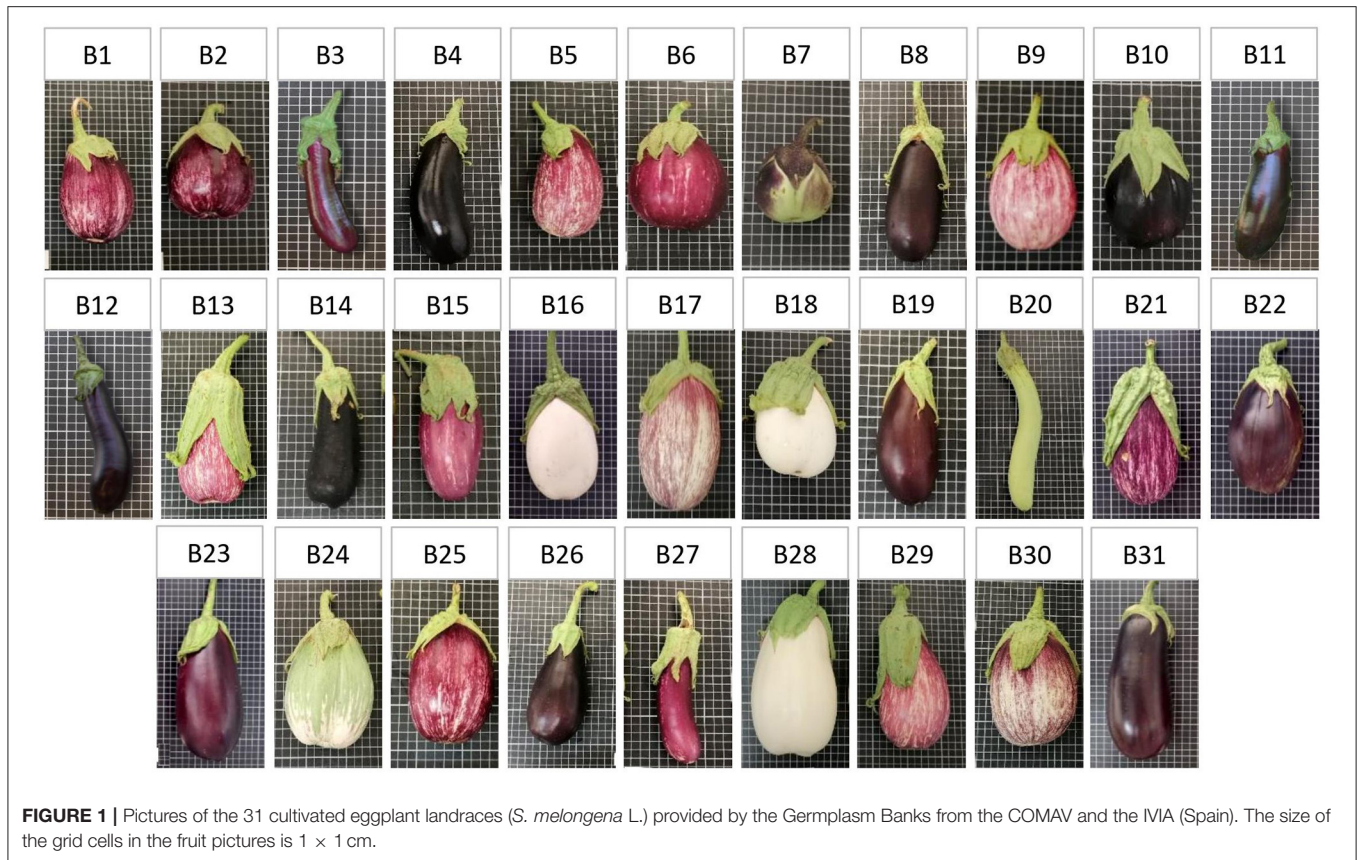 B1 B2 B3 B4 B5 B6 B7 B8 B9 B10 B11
B12 B13 B14 B15 B16 B17 B18 B19 B20 B21 B22
B23 B24 B25 B26 B27 B28 B29 B30 B31
FIGURE 1 | Pictures of the 31 cultivated eggplant landraces (S. melongena L.) provided by the Germplasm Banks from the COMAV and the IVIA (Spain). The size of
the grid cells in the fruit pictures is 1 × 1 cm.